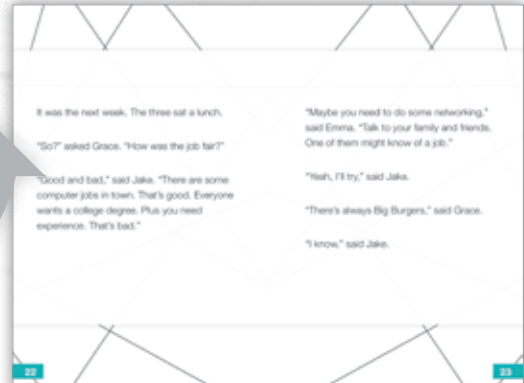 It was the next week. The three sat a lunch.
"So?" asked Grace. "How was the job fair?"
"Good and bad," said Jake. "There are some
computer jobs in town. That's good. Everyone
wants a college degree. Plus you need
experience. That's bad."
22
"Maybe you need to do some networking,"
said Emma. "Talk to your family and friends.
One of them might know of a job."
"Yeah, I'll try," said Jake.
"There's always Big Burgers," said Grace.
"I know," said Jake.
23